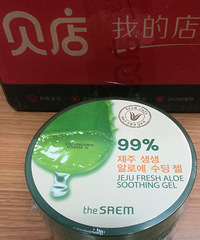 贝店
我的店
99%
제주 생생
알로에 수딩 젤
JEJU FRESH ALOE
SOOTHING GEL
the SAEM